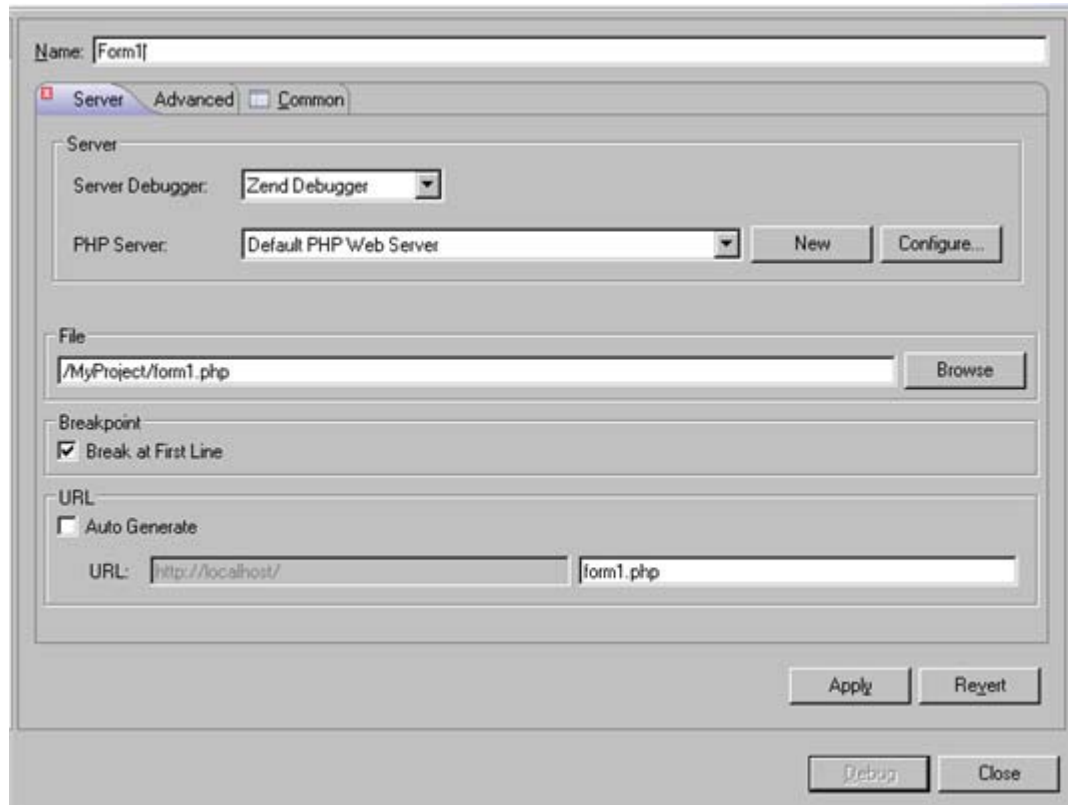 Name: Form1
Server Advanced Common
Server
Server Debugger: Zend Debugger
PHP Server: Default PHP Web Server New Configure...
File
/MyProject/form1.php Browse
Breakpoint
Break at First Line
URL
Auto Generate
URL: http://localhost/ form1.php
Apply Revert
Debug Close